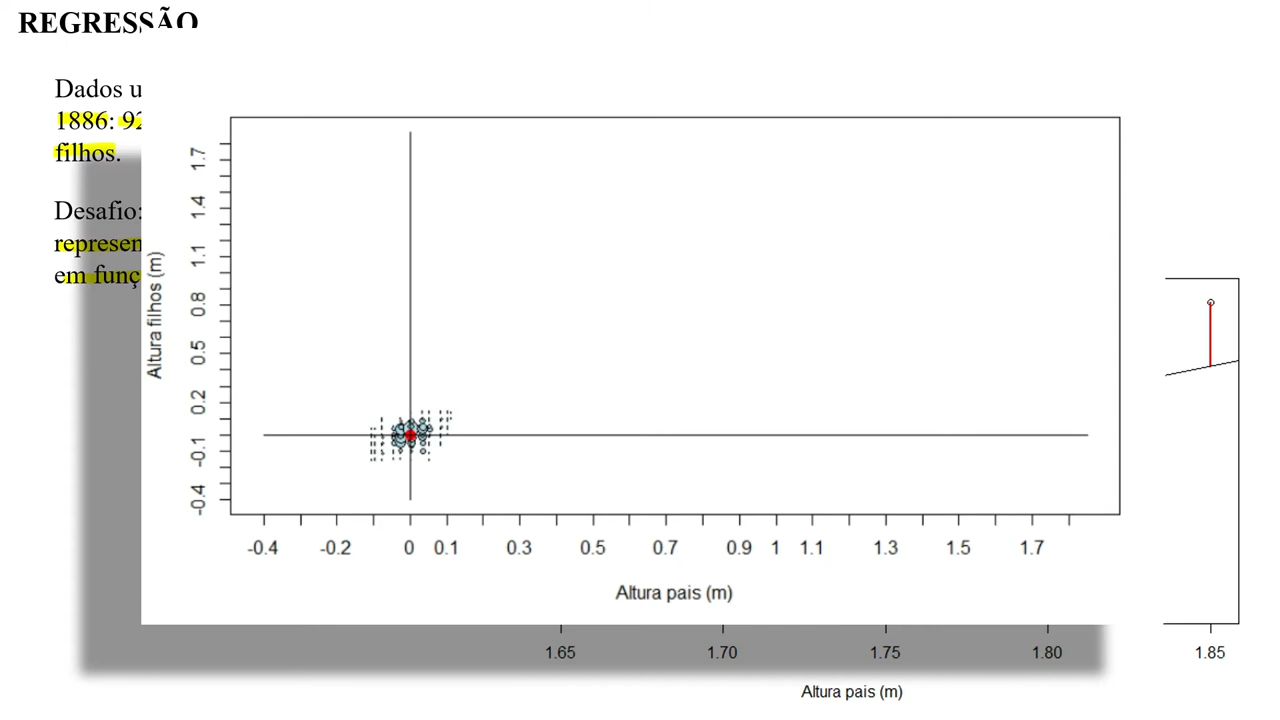 REGRESSÃO
Dados u
1886: 92
filhos.
Desafio:
represen
em funç
Altura filhos (m)
1.7
1.4
1.1
0.8
0.5
0.2
-0.1
-0.4
-0.4 -0.2 0 0.1 0.3 0.5 0.7 0.9 1 1.1 1.3 1.5 1.7
Altura pais (m)
1.65 1.70 1.75 1.80 1.85
Altura pais (m)